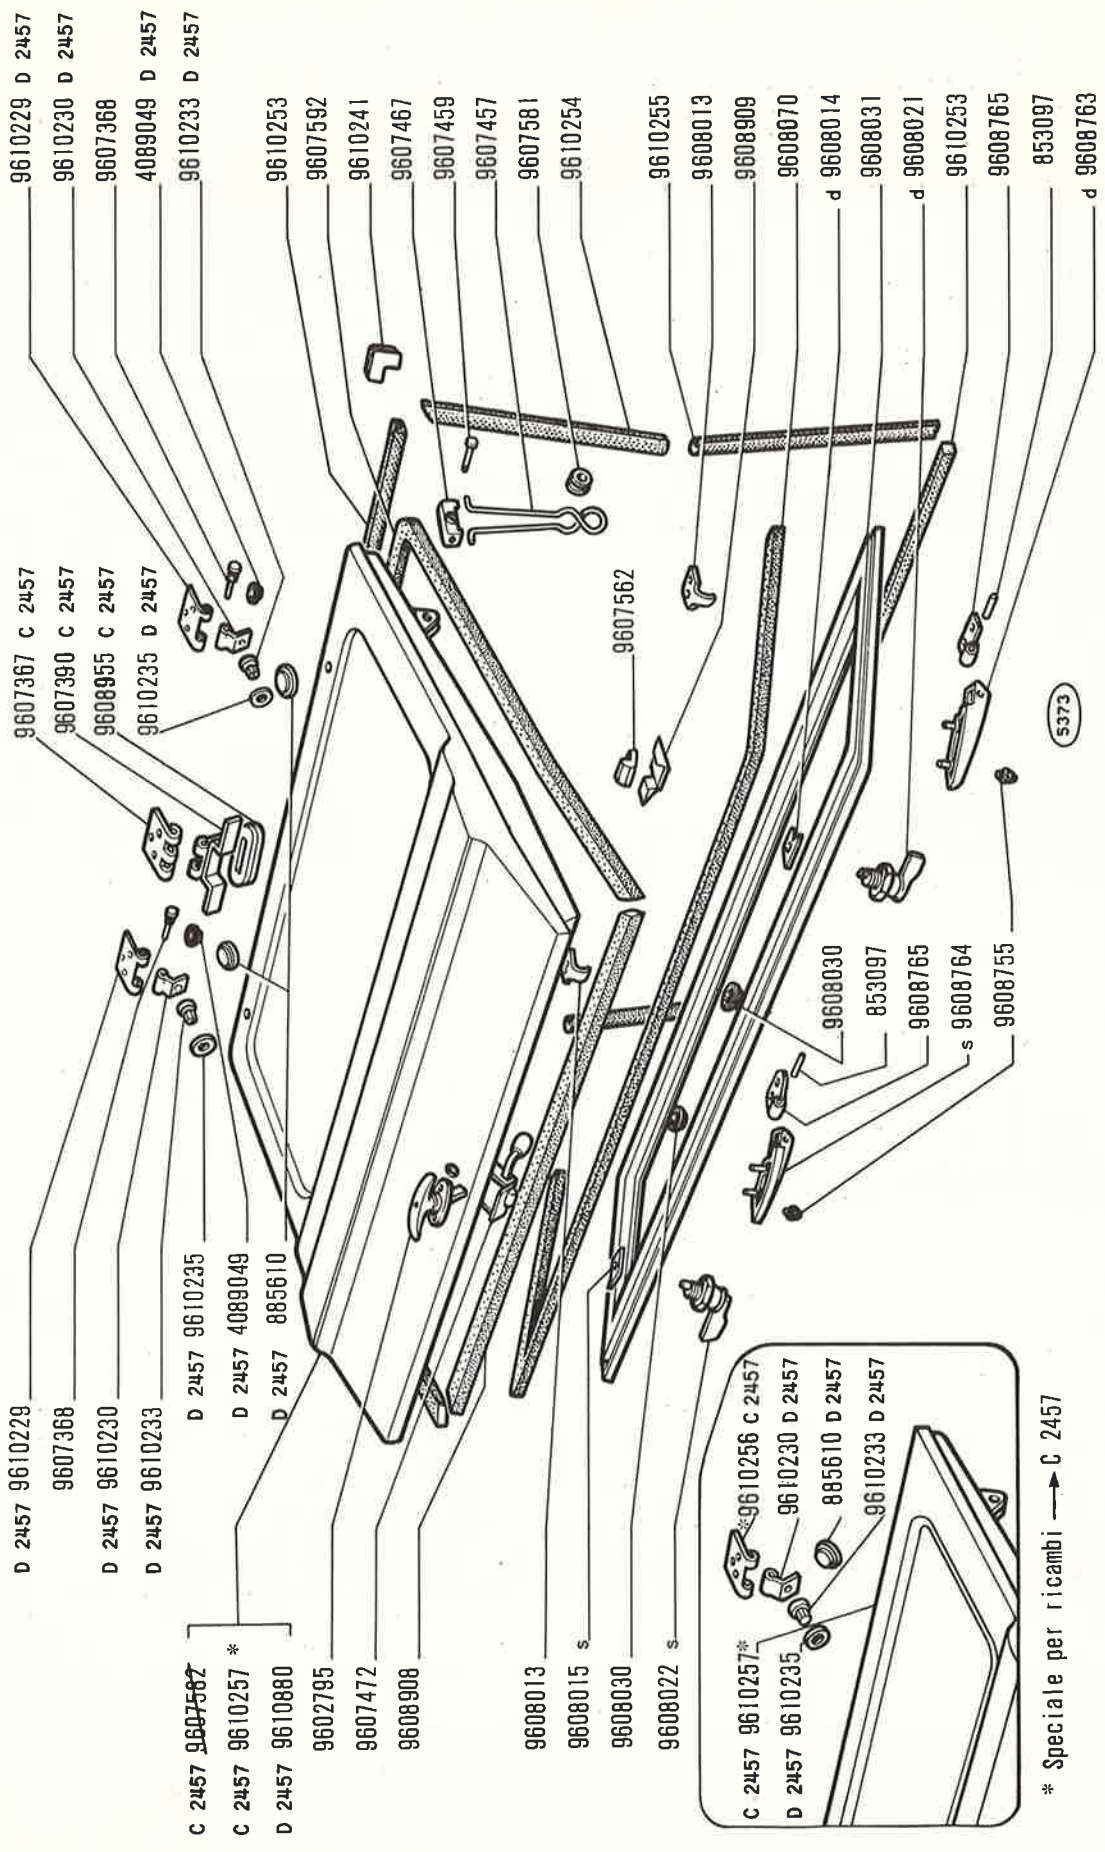 9610229 D 2457
9610230 D 2457
9607368
4089049 D 2457
9610233 D 2457
9607367 C 2457
9607390 C 2457
9608955 C 2457
9610235 D 2457
9610253
9607592
9610241
9607467
9607459
9607457
9607581
9610254
9607562
9610255
9608013
9608909
9608070
d 9608014
9608031
d 9608021
9610253
9608765
853097
d 9608763
5373
D 2457 9610229
9607368
D 2457 9610230
D 2457 9610233
D 2457 9610235
D 2457 4089049
D 2457 885610
C 2457 9607582
C 2457 9610257 *
D 2457 9610880
9602795
9607472
9608908
9608013
9608015 s
9608030
9608022 s
9608030
853097
9608765
s 9608764
9608755
*9610256 C 2457
9610230 D 2457
885610 D 2457
9610233 D 2457
C 2457 9610257*
D 2457 9610235
* Speciale per ricambi → C 2457